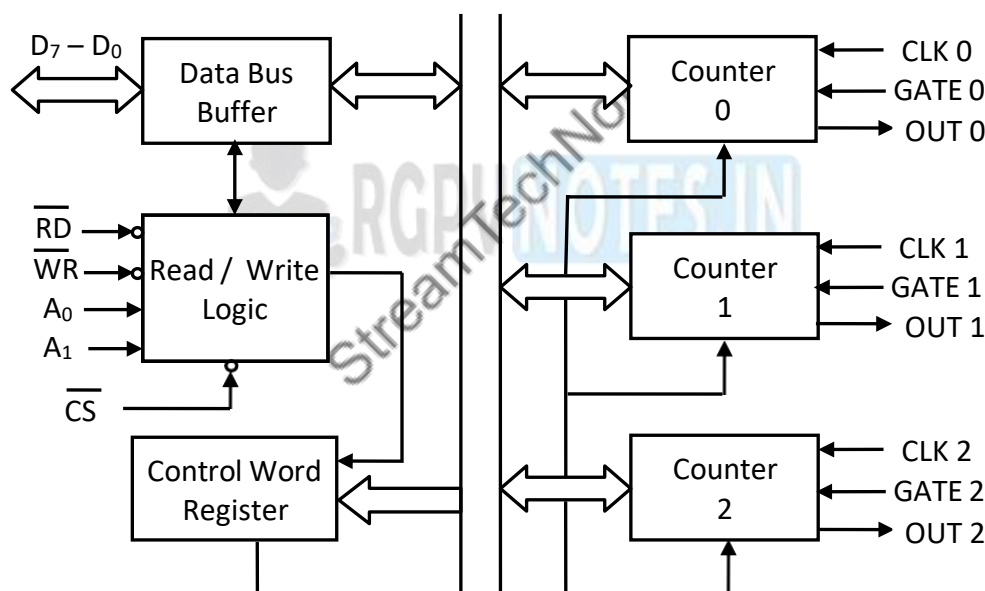 D₇ – D₀
Data Bus
Buffer
RD
WR
A₀
A₁
CS
Read / Write
Logic
Control Word
Register
Counter
0
CLK 0
GATE 0
OUT 0
Counter
1
CLK 1
GATE 1
OUT 1
Counter
2
CLK 2
GATE 2
OUT 2
StreamTechNo
NOTES.IN